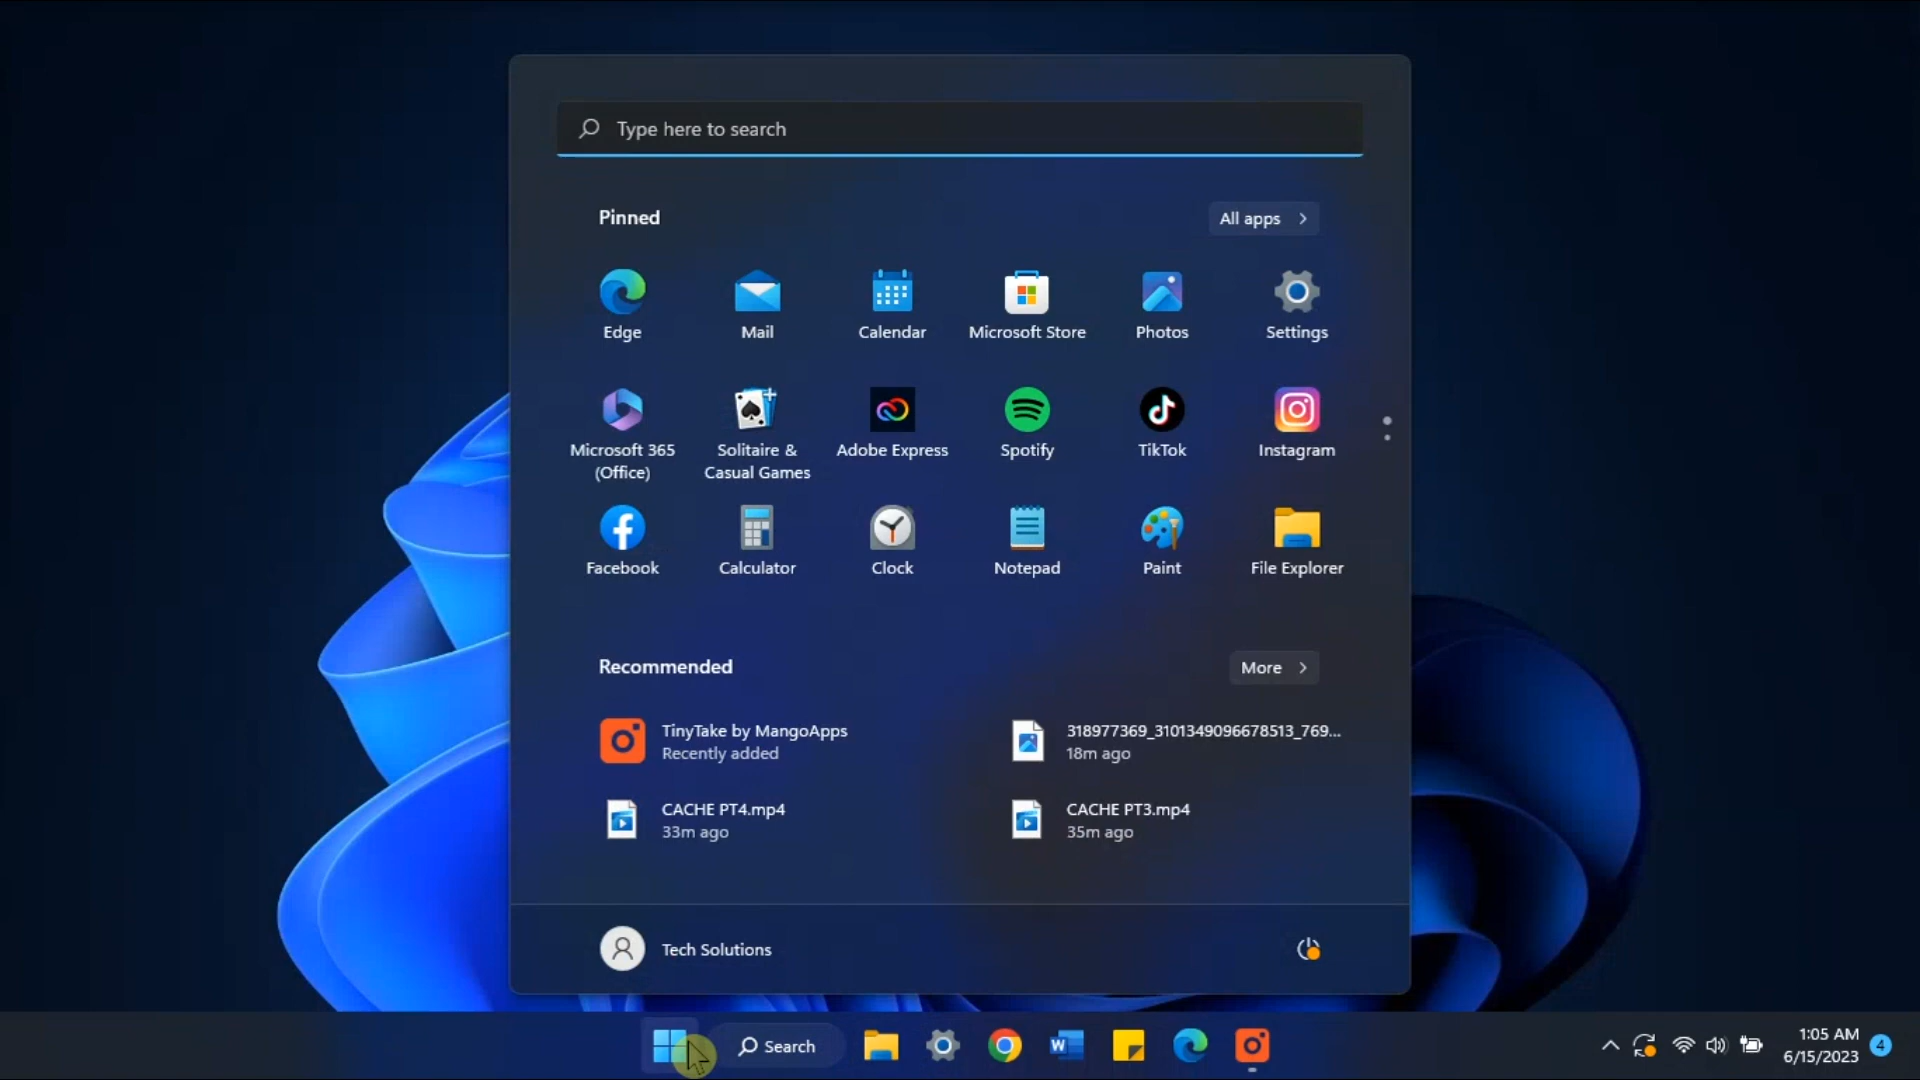 Type here to search
Pinned
All apps
Edge
Mail
Calendar
Microsoft Store
Photos
Settings
Microsoft 365
(Office)
Solitaire &
Casual Games
Adobe Express
Spotify
TikTok
Instagram
Facebook
Calculator
Clock
Notepad
Paint
File Explorer
Recommended
More
TinyTake by MangoApps
Recently added
318977369_3101349096678513_769...
18m ago
CACHE PT4.mp4
33m ago
CACHE PT3.mp4
35m ago
Tech Solutions
Search
W
1:05 AM
6/15/2023
4